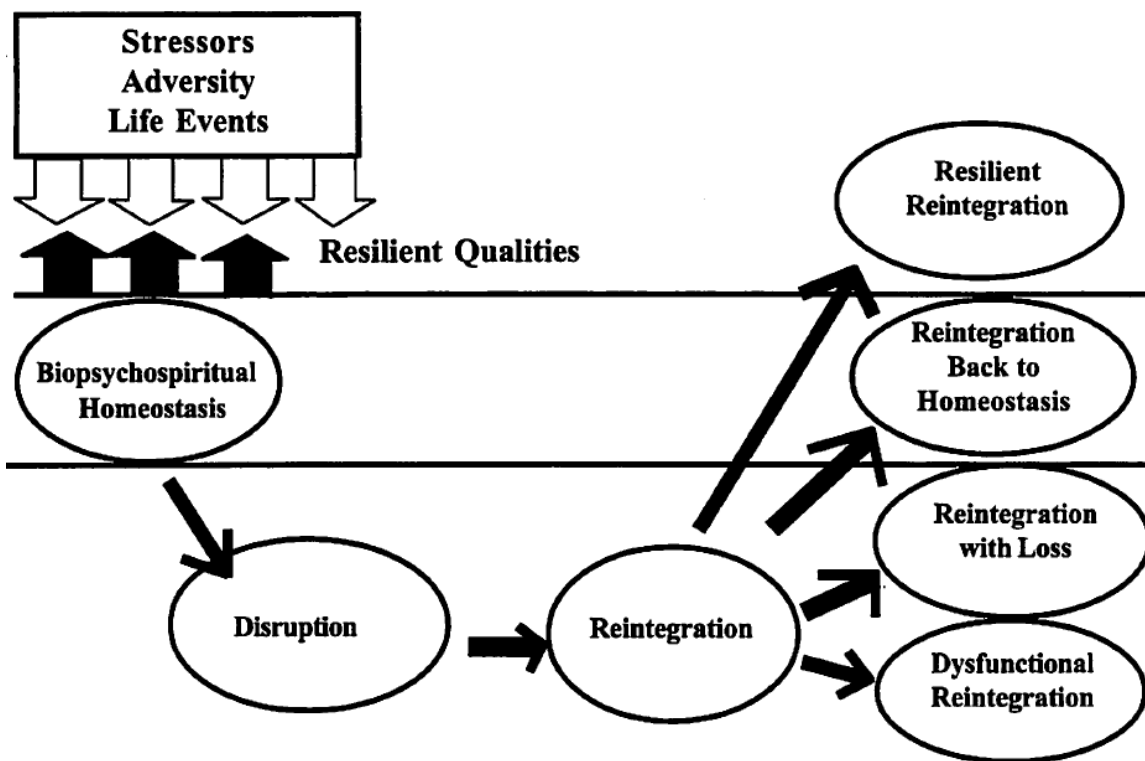 Stressors
Adversity
Life Events
Resilient Qualities
Resilient
Reintegration
Biopsychospiritual
Homeostasis
Reintegration
Back to
Homeostasis
Reintegration
with Loss
Disruption
Reintegration
Dysfunctional
Reintegration